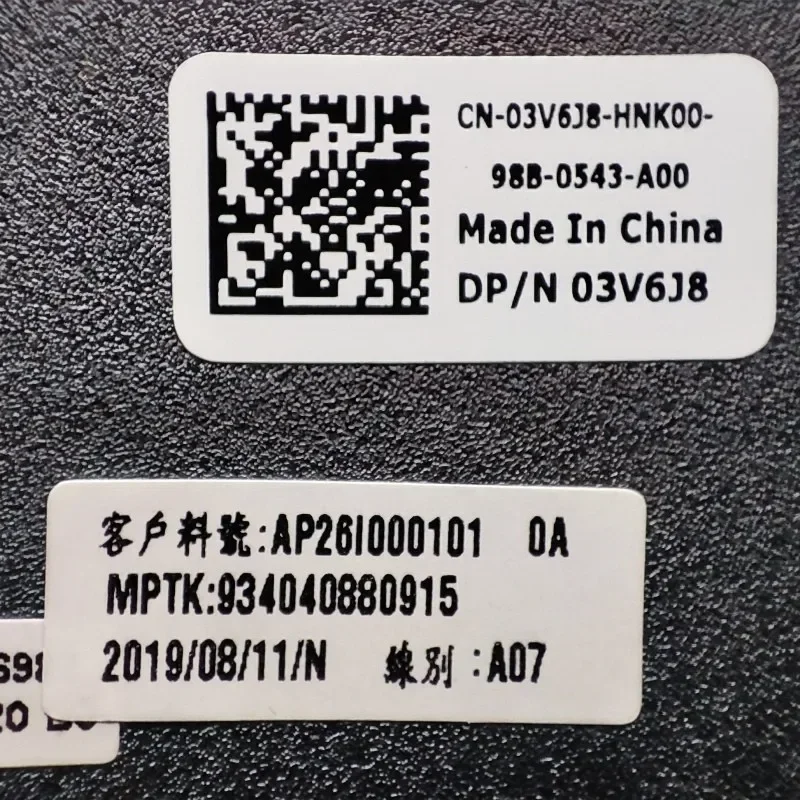 CN-03V6J8-HNK00-
98B-0543-A00
Made In China
DP/N 03V6J8
客戶料號:AP26I000101 0A
MPTK:934040880915
2019/08/11/N 線別:A07